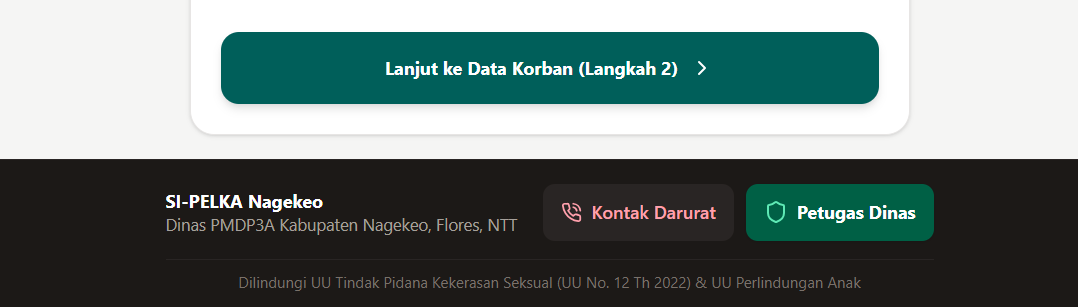 Lanjut ke Data Korban (Langkah 2)
SI-PELKA Nagekeo
Dinas PMDP3A Kabupaten Nagekeo, Flores, NTT
Kontak Darurat
Petugas Dinas
Dilindungi UU Tindak Pidana Kekerasan Seksual (UU No. 12 Th 2022) & UU Perlindungan Anak